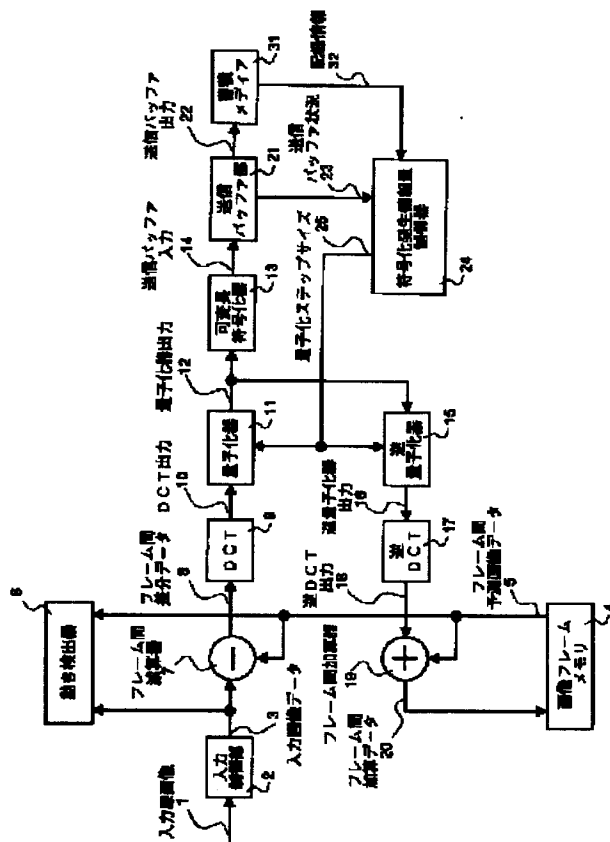 入力原画像
1
入力
制御部
2
3
入力画像データ
動き検出器
6
フレーム間
減算器
7
フレーム間
差分データ
8
DCT
9
DCT出力
10
量子化器
11
量子化器出力
12
可変長
符号化器
13
送信バッファ
入力
14
送信
バッファ部
21
送信バッファ
出力
22
蓄積
メディア
31
記録情報
32
送信
バッファ状況
23
符号化発生情報量
制御器
24
量子化ステップサイズ
25
逆
量子化器
15
逆量子化器
出力
16
逆
DCT
17
逆DCT
出力
18
フレーム間加算器
19
フレーム間
加算データ
20
フレーム間
予測画像データ
5
画像フレーム
メモリ
4